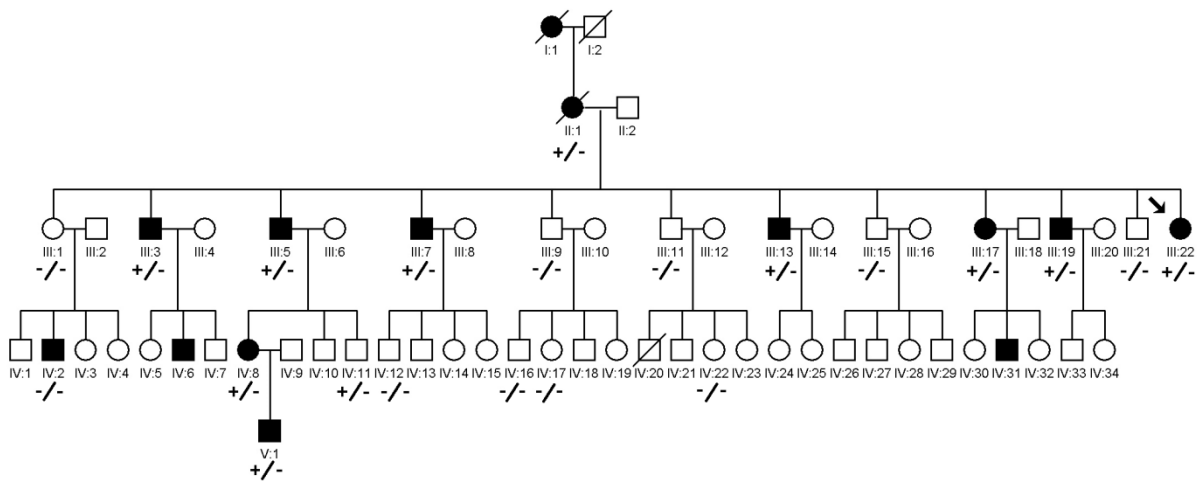 I:1 I:2
II:1 II:2
+/-
III:1 III:2 III:3 III:4 III:5 III:6 III:7 III:8 III:9 III:10 III:11 III:12 III:13 III:14 III:15 III:16 III:17 III:18 III:19 III:20 III:21 III:22
-/- +/- +/- +/- -/- -/- +/- -/- +/- +/- -/- +/-
IV:1 IV:2 IV:3 IV:4 IV:5 IV:6 IV:7 IV:8 IV:9 IV:10 IV:11 IV:12 IV:13 IV:14 IV:15 IV:16 IV:17 IV:18 IV:19 IV:20 IV:21 IV:22 IV:23 IV:24 IV:25 IV:26 IV:27 IV:28 IV:29 IV:30 IV:31 IV:32 IV:33 IV:34
-/- +/- +/- -/- -/- -/- -/-
V:1
+/-